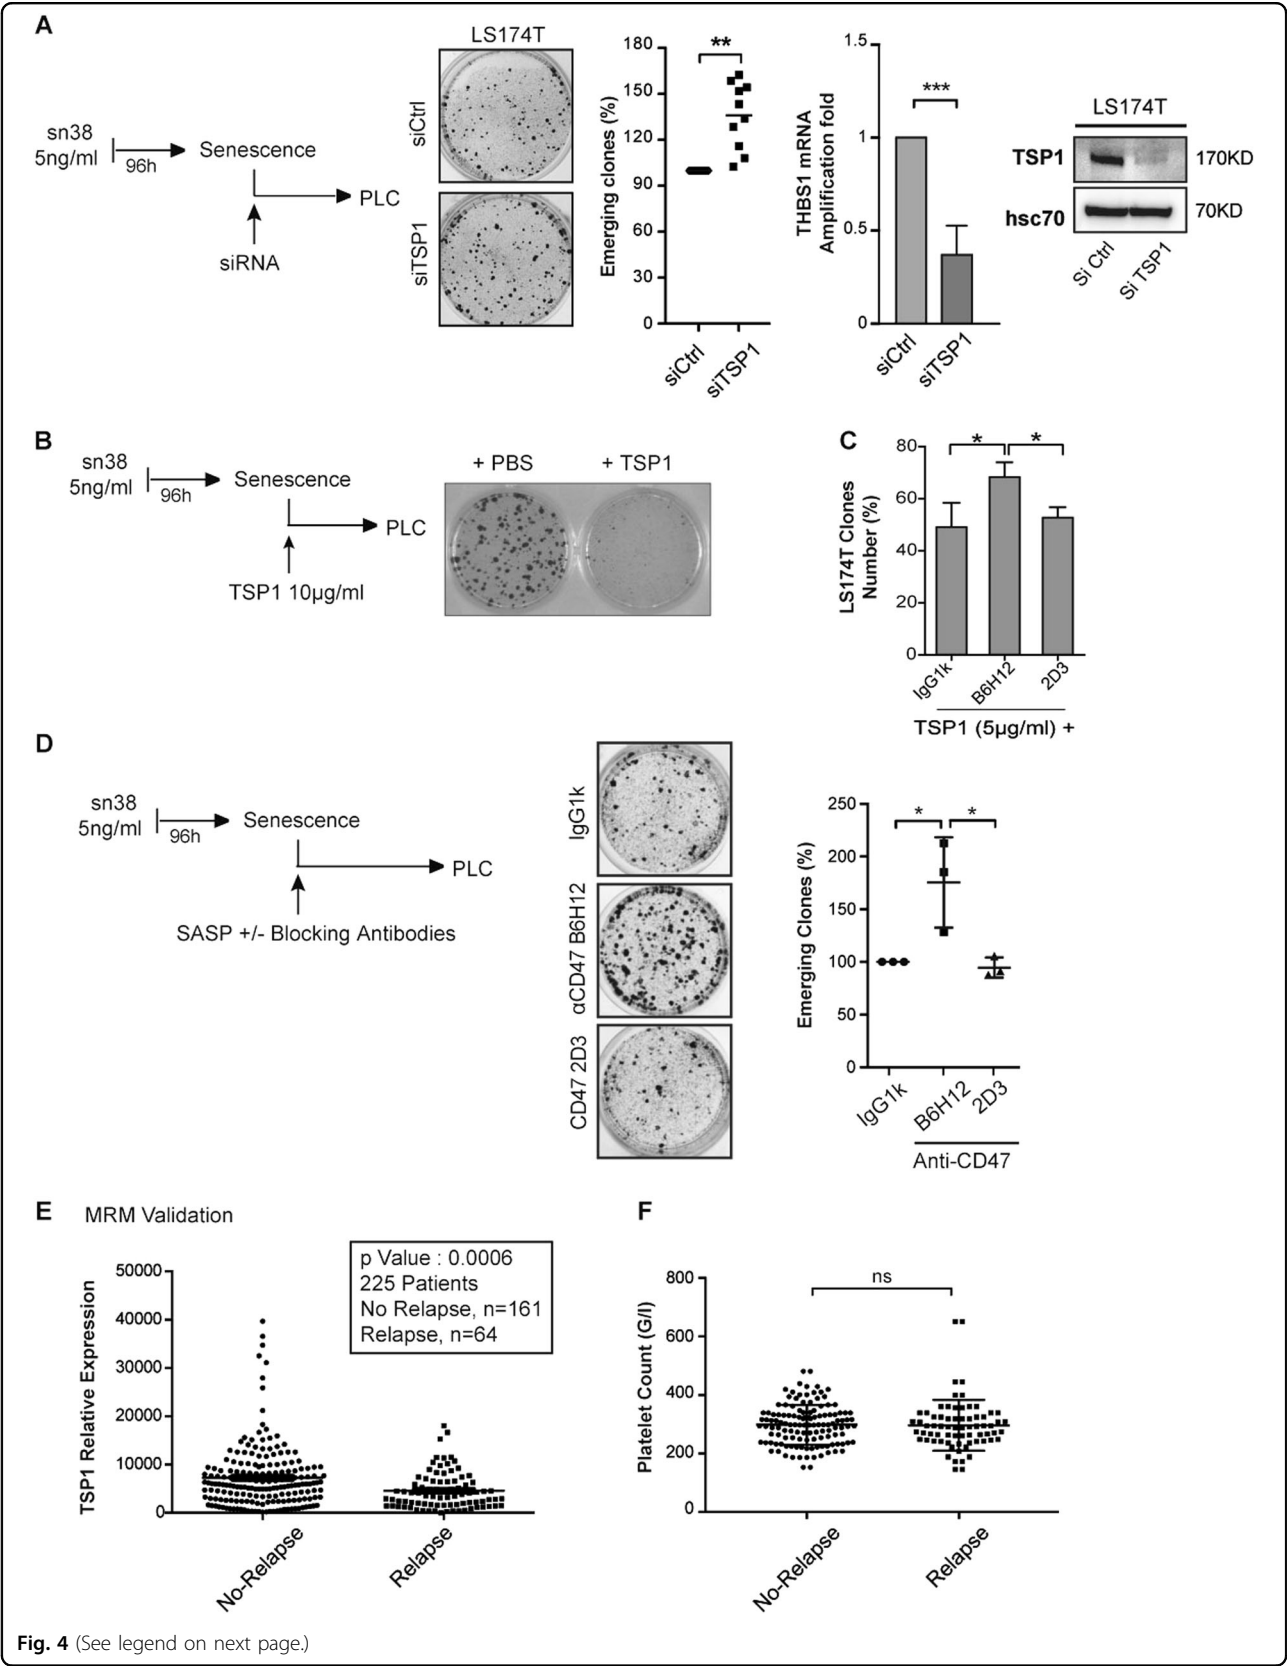 A
sn38
5ng/ml
96h
Senescence
siRNA
PLC
LS174T
siCtrl
siTSP1
Emerging clones (%)
180
150
120
90
60
30
0
**
siCtrl
siTSP1
THBS1 mRNA
Amplification fold
1.5
1
0.5
0
***
siCtrl
siTSP1
LS174T
TSP1
170KD
hsc70
70KD
Si Ctrl
Si TSP1
B
sn38
5ng/ml
96h
Senescence
PLC
TSP1 10µg/ml
+ PBS
+ TSP1
C
LS174T Clones
Number (%)
80
60
40
20
0
*
*
IgG1k
B6H12
2D3
TSP1 (5µg/ml) +
D
sn38
5ng/ml
96h
Senescence
PLC
SASP +/- Blocking Antibodies
IgG1k
αCD47 B6H12
CD47 2D3
Emerging Clones (%)
250
200
150
100
50
0
*
*
IgG1k
B6H12
2D3
Anti-CD47
E
MRM Validation
p Value : 0.0006
225 Patients
No Relapse, n=161
Relapse, n=64
TSP1 Relative Expression
50000
40000
30000
20000
10000
0
No-Relapse
Relapse
F
Platelet Count (G/l)
800
600
400
200
0
ns
No-Relapse
Relapse
Fig. 4 (See legend on next page.)